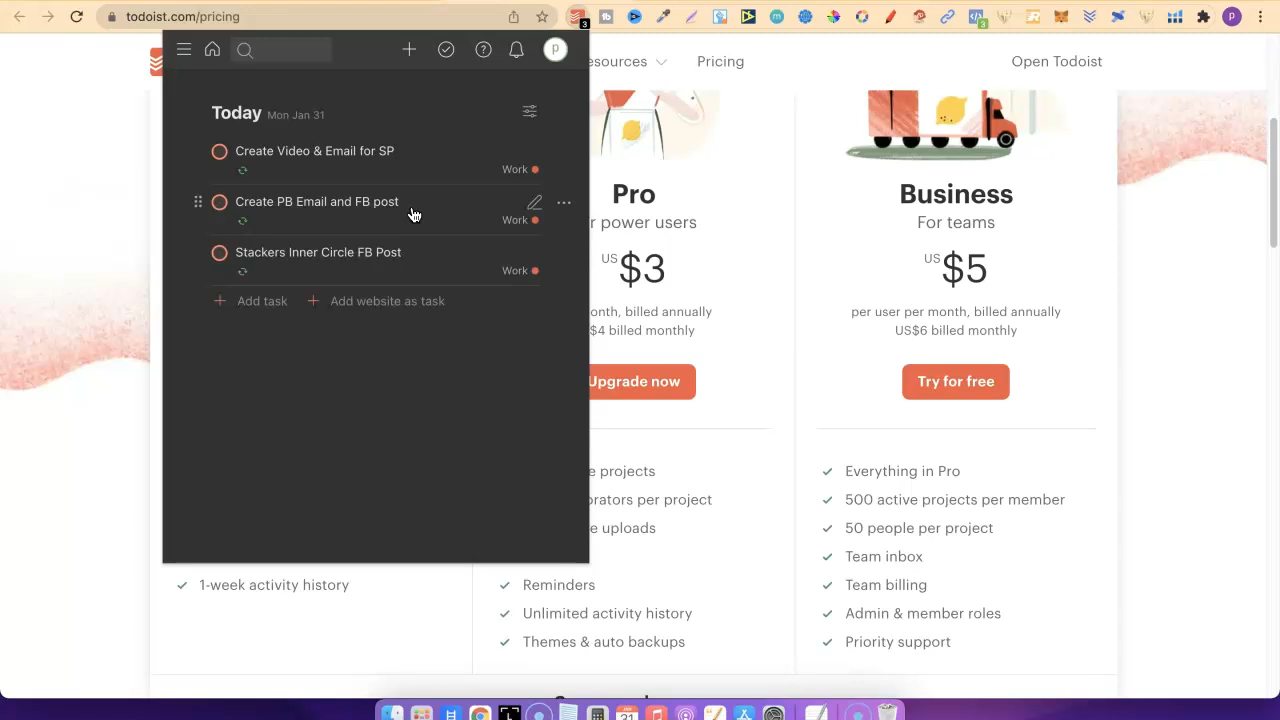 todoist.com/pricing
3
3
P
P
esources
Pricing
Open Todoist
Today Mon Jan 31
Create Video & Email for SP
Work
Create PB Email and FB post
Work
Stackers Inner Circle FB Post
Work
+ Add task + Add website as task
Pro
r power users
US $3
onth, billed annually
$4 billed monthly
Upgrade now
e projects
orators per project
e uploads
Reminders
Unlimited activity history
Themes & auto backups
Business
For teams
US $5
per user per month, billed annually
US$6 billed monthly
Try for free
Everything in Pro
500 active projects per member
50 people per project
Team inbox
Team billing
Admin & member roles
Priority support
1-week activity history